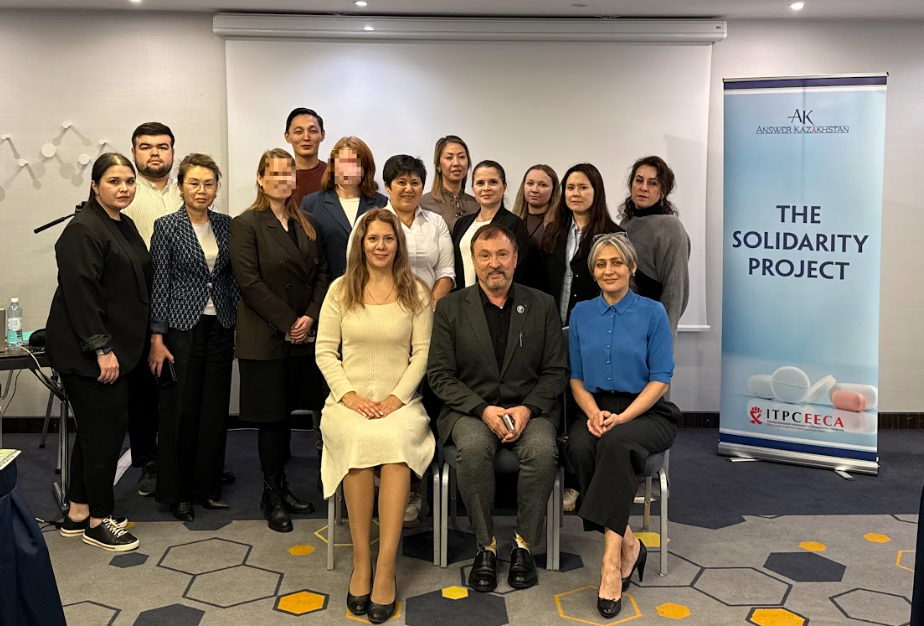 AK
ANSWER KAZAKHSTAN
THE
SOLIDARITY
PROJECT
ITPCEECA